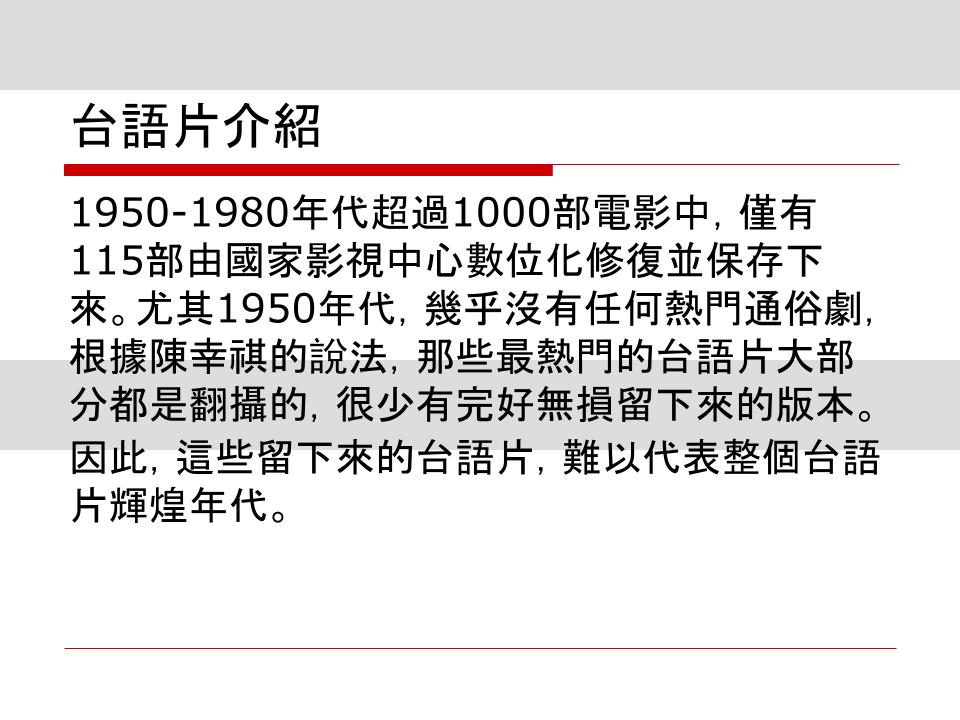 台語片介紹
1950-1980年代超過1000部電影中, 僅有
115部由國家影視中心數位化修復並保存下
來。尤其1950年代, 幾乎沒有任何熱門通俗劇,
根據陳幸祺的說法, 那些最熱門的台語片大部
分都是翻攝的, 很少有完好無損留下來的版本。
因此, 這些留下來的台語片, 難以代表整個台語
片輝煌年代。